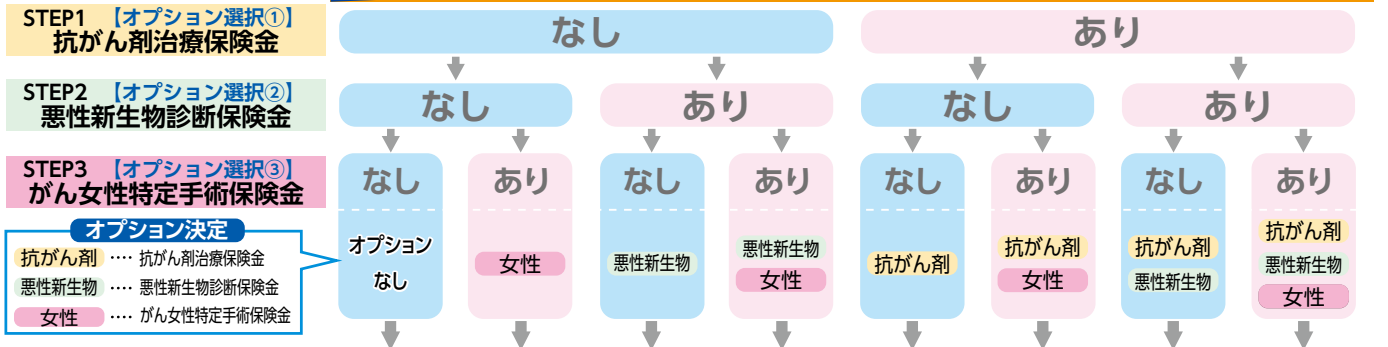 STEP1 【オプション選択①】
抗がん剤治療保険金
なし
あり
STEP2 【オプション選択②】
悪性新生物診断保険金
なし
あり
なし
あり
STEP3 【オプション選択③】
がん女性特定手術保険金
なし
あり
なし
あり
なし
あり
なし
あり
オプション決定
抗がん剤 ‥‥ 抗がん剤治療保険金
悪性新生物 ‥‥ 悪性新生物診断保険金
女性 ‥‥ がん女性特定手術保険金
オプション
なし
女性
悪性新生物
悪性新生物
女性
抗がん剤
抗がん剤
女性
抗がん剤
悪性新生物
抗がん剤
悪性新生物
女性